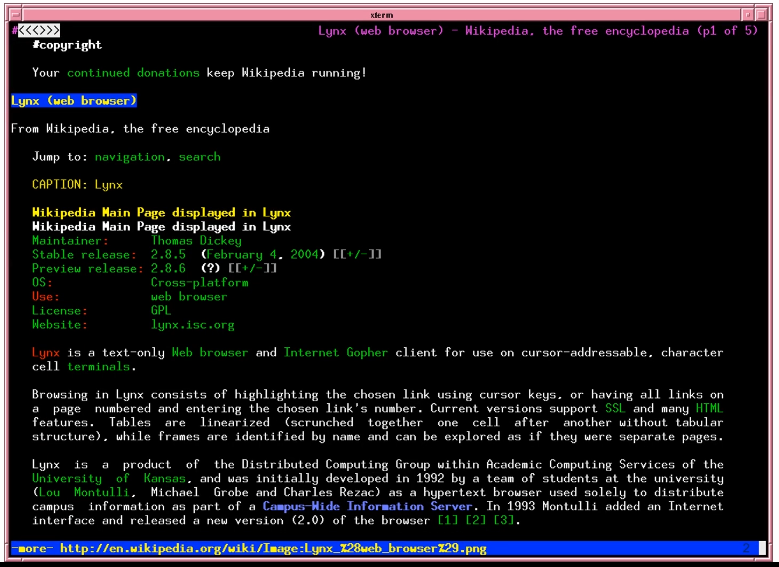 xterm
#<<<>>> Lynx (web browser) - Wikipedia, the free encyclopedia (p1 of 5)
#copyright
Your continued donations keep Wikipedia running!
Lynx (web browser)
From Wikipedia, the free encyclopedia
Jump to: navigation, search
CAPTION: Lynx
Wikipedia Main Page displayed in Lynx
Wikipedia Main Page displayed in Lynx
Maintainer: Thomas Dickey
Stable release: 2.8.5 (February 4, 2004) [[+/-]]
Preview release: 2.8.6 (?) [[+/-]]
OS: Cross-platform
Use: web browser
License: GPL
Website: lynx.isc.org
Lynx is a text-only Web browser and Internet Gopher client for use on cursor-addressable, character
cell terminals.
Browsing in Lynx consists of highlighting the chosen link using cursor keys, or having all links on
a page numbered and entering the chosen link's number. Current versions support SSL and many HTML
features. Tables are linearized (scrunched together one cell after another without tabular
structure), while frames are identified by name and can be explored as if they were separate pages.
Lynx is a product of the Distributed Computing Group within Academic Computing Services of the
University of Kansas, and was initially developed in 1992 by a team of students at the university
(Lou Montulli, Michael Grobe and Charles Rezac) as a hypertext browser used solely to distribute
campus information as part of a Campus-Wide Information Server. In 1993 Montulli added an Internet
interface and released a new version (2.0) of the browser [1] [2] [3].
-more- http://en.wikipedia.org/wiki/Image:Lynx_%28web_browser%29.png 2